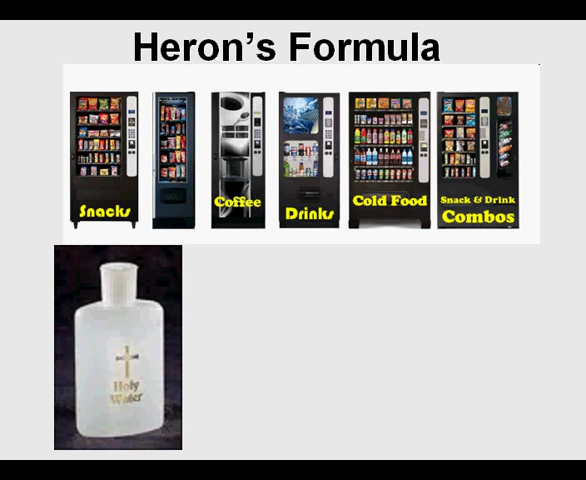 Heron's Formula
Snacks
Coffee
Drinks
Cold Food
Snack & Drink
Combos
Holy
Water